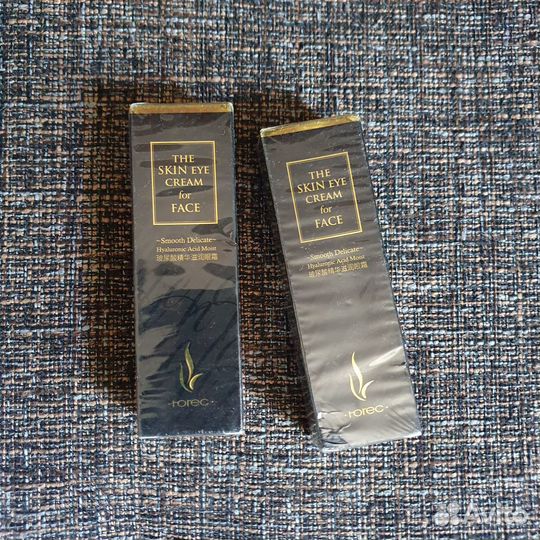 THE
SKIN EYE
CREAM
for
FACE
~Smooth Delicate~
Hyaluronic Acid Moist
玻尿酸精华滋润眼霜
·rorec·
THE
SKIN EYE
CREAM for
FACE
~Smooth Delicate~
Hyaluronic Acid Moist
玻尿酸精华滋润眼霜
·rorec·
Avito